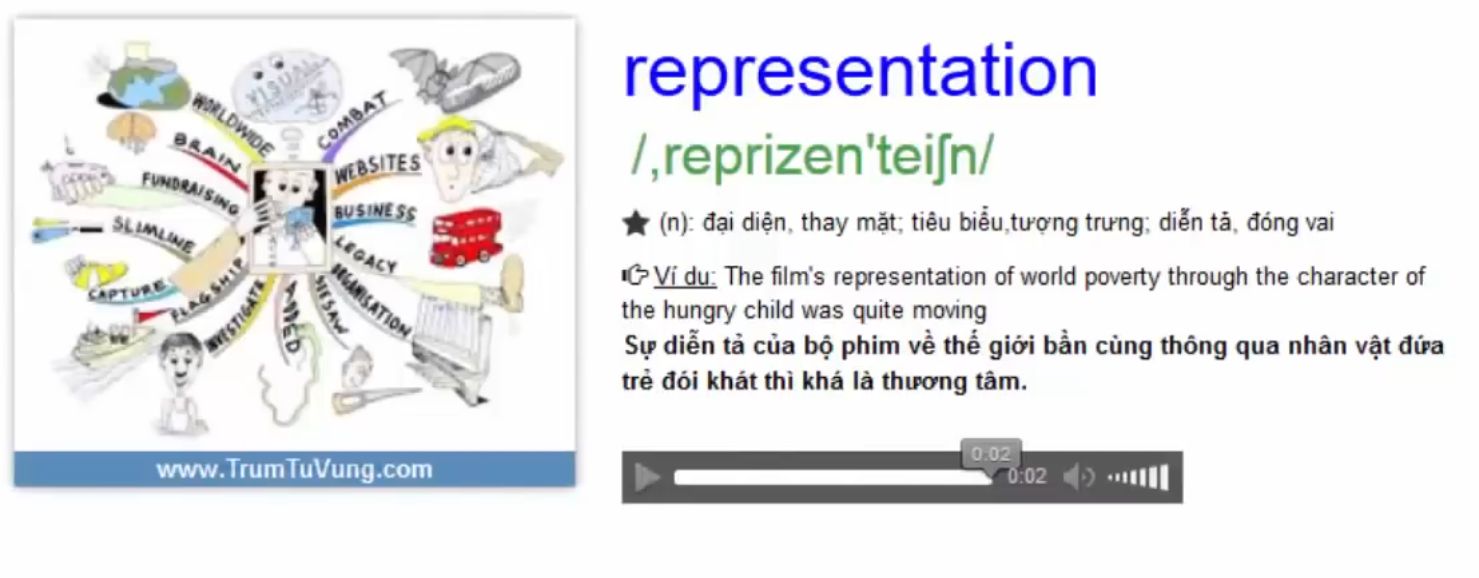 WORLDWIDE
VISUAL
COMBAT
BRAIN
WEBSITES
FUNDRAISING
BUSINESS
SLIMLINE
LEGACY
CAPTURE
FLAGSHIP
ORGANISATION
INVESTIGATE
SEESAW
www.TrumTuVung.com
representation
/,reprizen'teiʃn/
★ (n): đại diện, thay mặt; tiêu biểu,tượng trưng; diễn tả, đóng vai
Ví dụ: The film's representation of world poverty through the character of
the hungry child was quite moving
Sự diễn tả của bộ phim về thế giới bần cùng thông qua nhân vật đứa
trẻ đói khát thì khá là thương tâm.
0:02
0:02